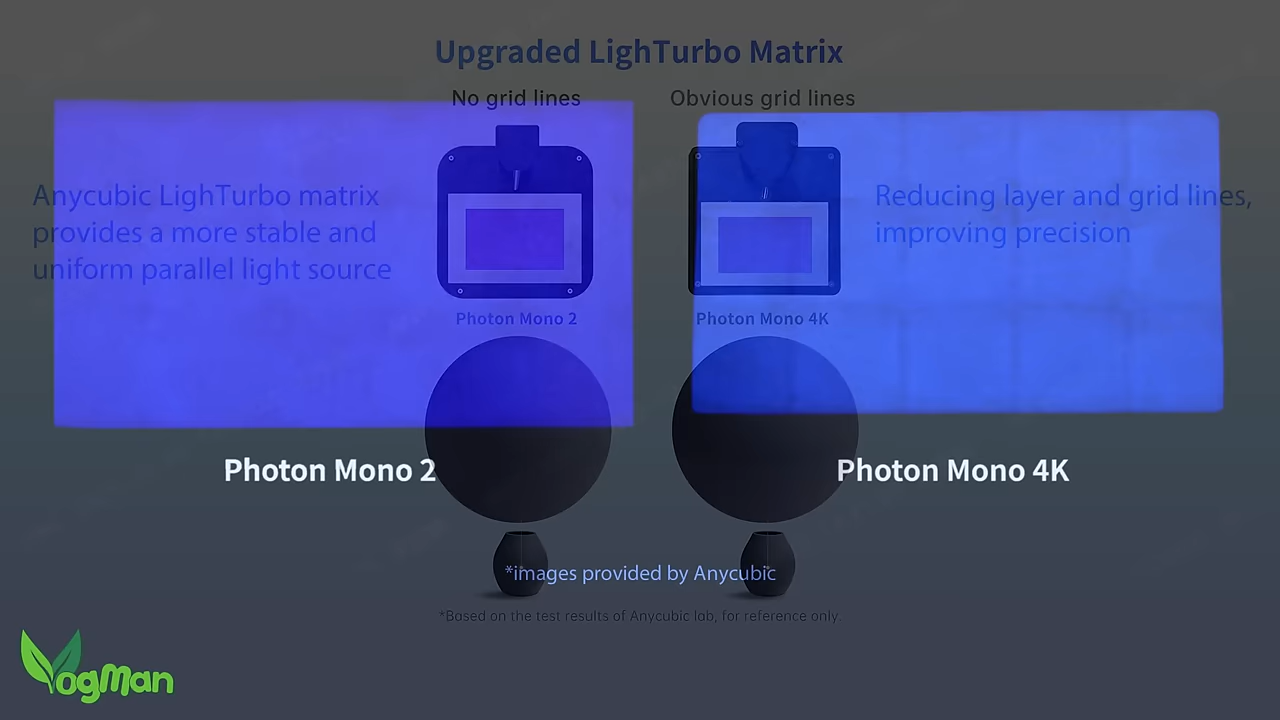 Upgraded LighTurbo Matrix
No grid lines
Obvious grid lines
Anycubic LighTurbo matrix
provides a more stable and
uniform parallel light source
Reducing layer and grid lines,
improving precision
Photon Mono 2
Photon Mono 4K
Photon Mono 2
Photon Mono 4K
*images provided by Anycubic
*Based on the test results of Anycubic lab, for reference only.
YogMan